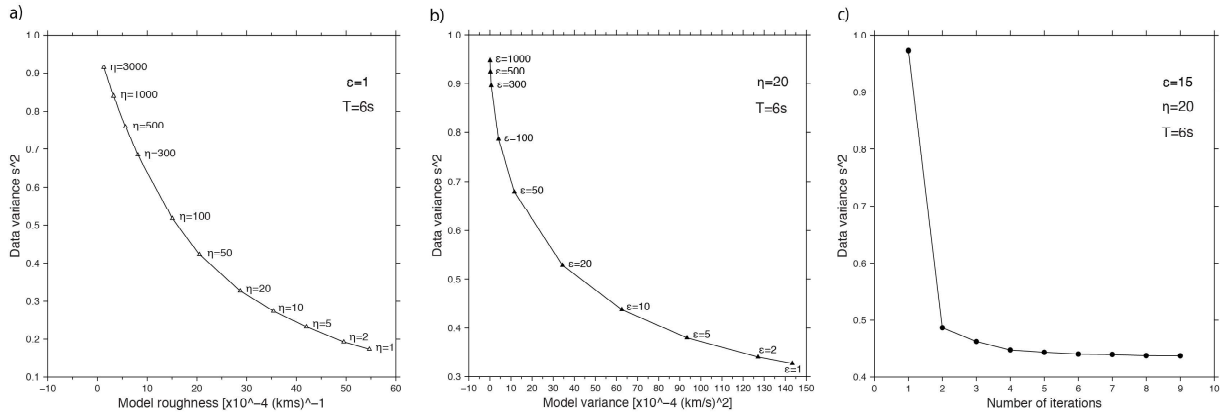 a)
1.0
0.9
0.8
0.7
0.6
0.5
0.4
0.3
0.2
0.1
Data variance s^2
η=3000
η=1000
η=500
η=300
η=100
η=50
η=20
η=10
η=5
η=2
η=1
ε=1
T=6s
−10 0 10 20 30 40 50 60
Model roughness [x10^−4 (kms)^−1
b)
1.0
0.9
0.8
0.7
0.6
0.5
0.4
0.3
Data variance s^2
ε=1000
ε=500
ε=300
ε=100
ε=50
ε=20
ε=10
ε=5
ε=2
ε=1
η=20
T=6s
−10 0 10 20 30 40 50 60 70 80 90 100 110 120 130 140 150
Model variance [x10^−4 (km/s)^2]
c)
1.0
0.9
0.8
0.7
0.6
0.5
0.4
Data variance s^2
ε=15
η=20
T=6s
0 1 2 3 4 5 6 7 8 9 10
Number of iterations